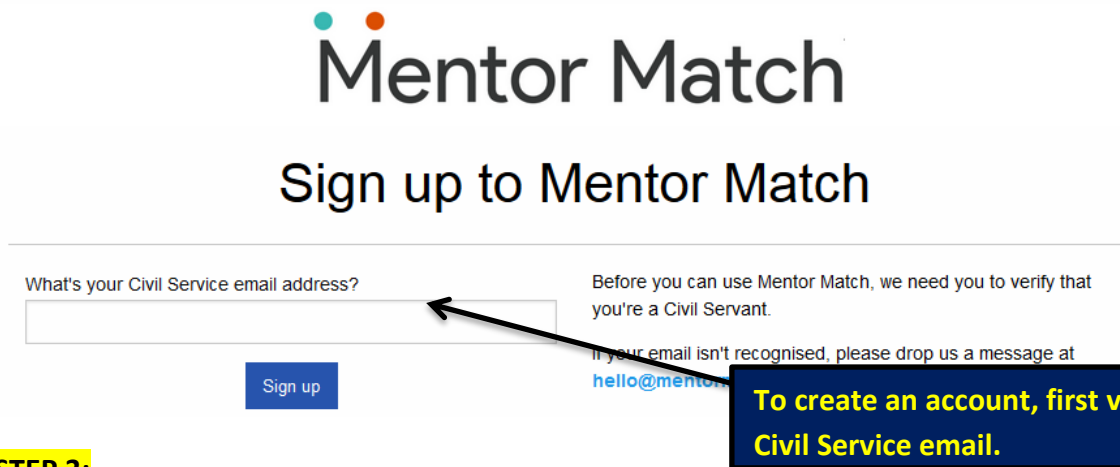 Mentor Match
Sign up to Mentor Match
What's your Civil Service email address?
Sign up
Before you can use Mentor Match, we need you to verify that
you're a Civil Servant.
If your email isn't recognised, please drop us a message at
To create an account, first
Civil Service email.